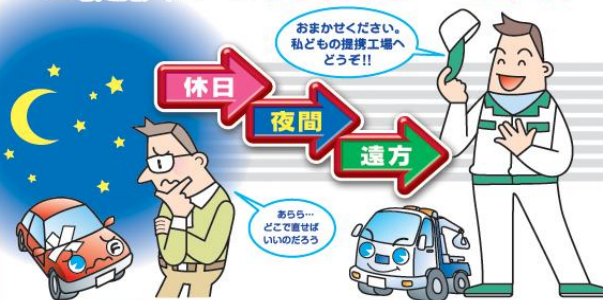 おまかせください。
私どもの提携工場へ
どうぞ!!
休日
夜間
遠方
あらら…
どこで直せば
いいのだろう